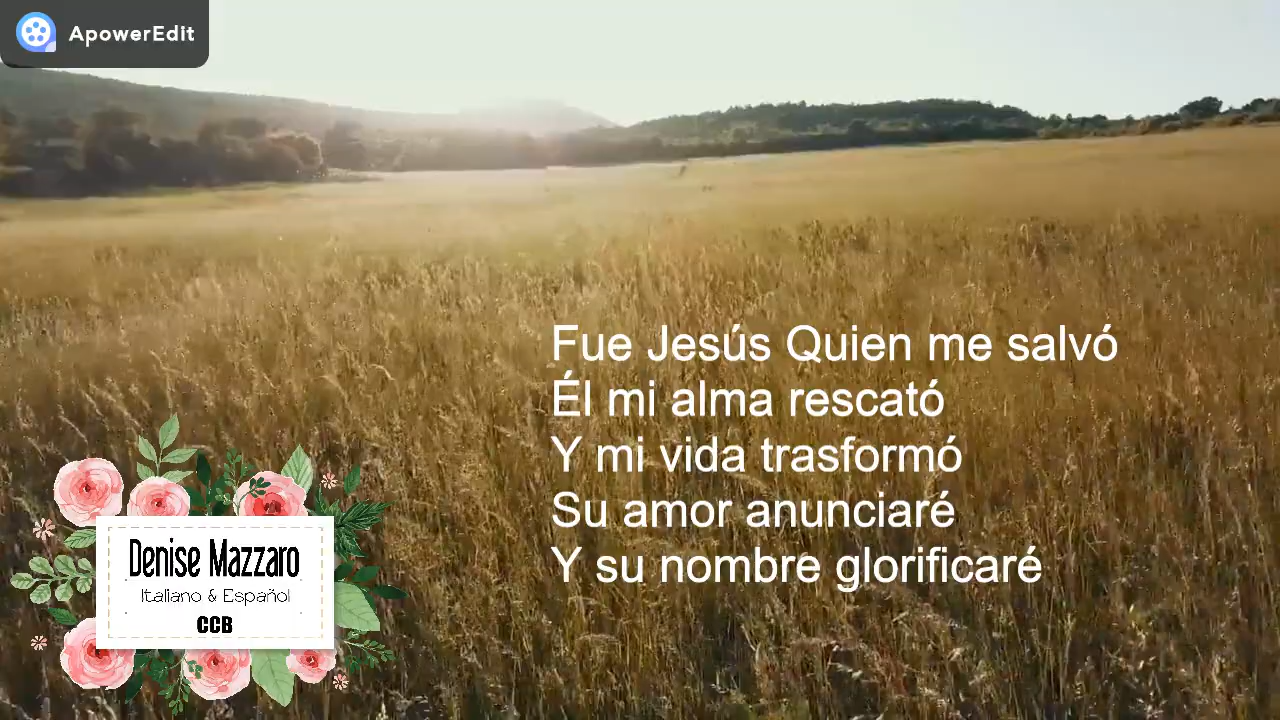 ApowerEdit
Fue Jesús Quien me salvó
Él mi alma rescató
Y mi vida trasformó
Su amor anunciaré
Y su nombre glorificaré
Denise Mazzaro
Italiano & Español
CCB